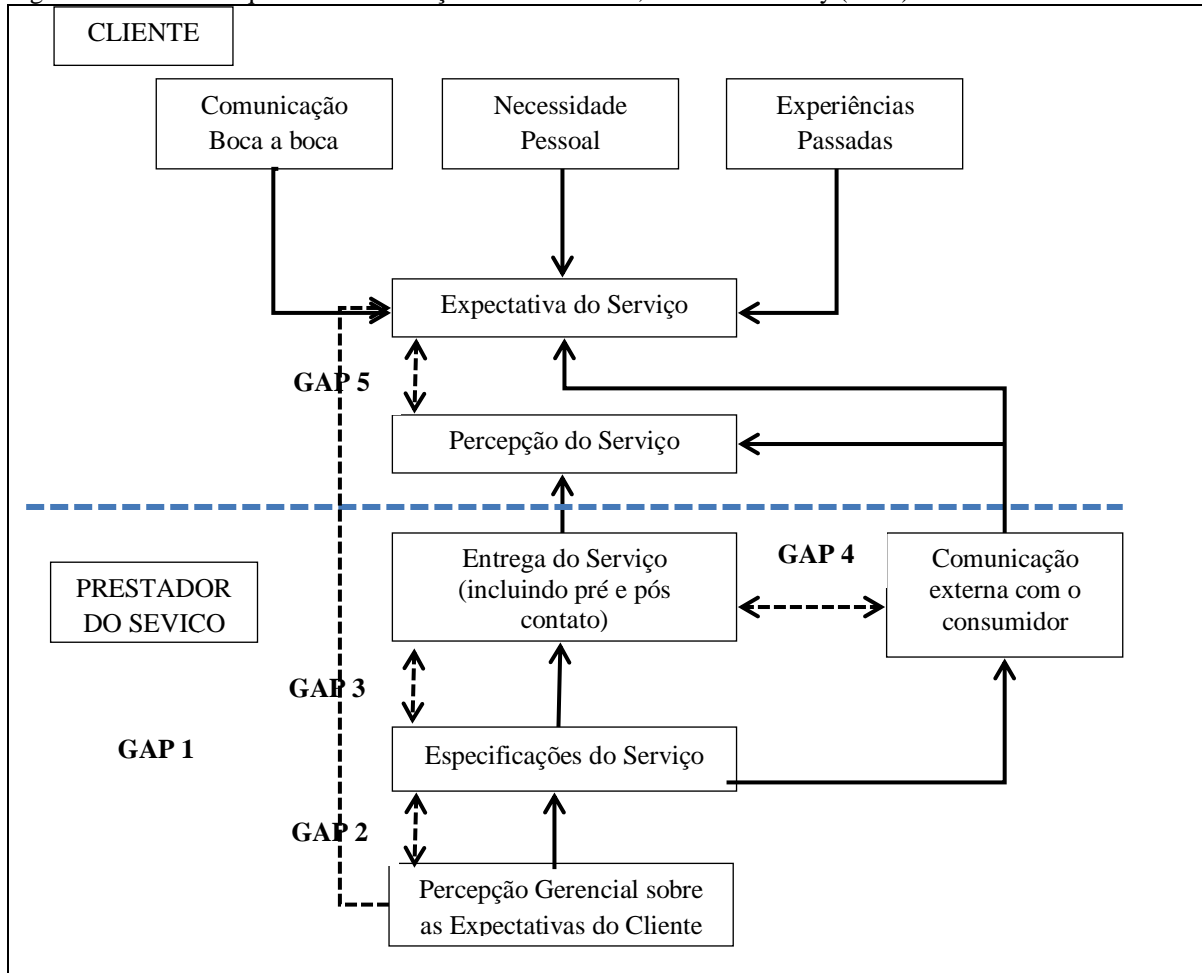 CLIENTE
Comunicação
Boca a boca
Necessidade
Pessoal
Experiências
Passadas
Expectativa do Serviço
GAP 5
Percepção do Serviço
Entrega do Serviço
(incluindo pré e pós
contato)
GAP 4
Comunicação
externa com o
consumidor
PRESTADOR
DO SEVICO
GAP 3
GAP 1
Especificações do Serviço
GAP 2
Percepção Gerencial sobre
as Expectativas do Cliente